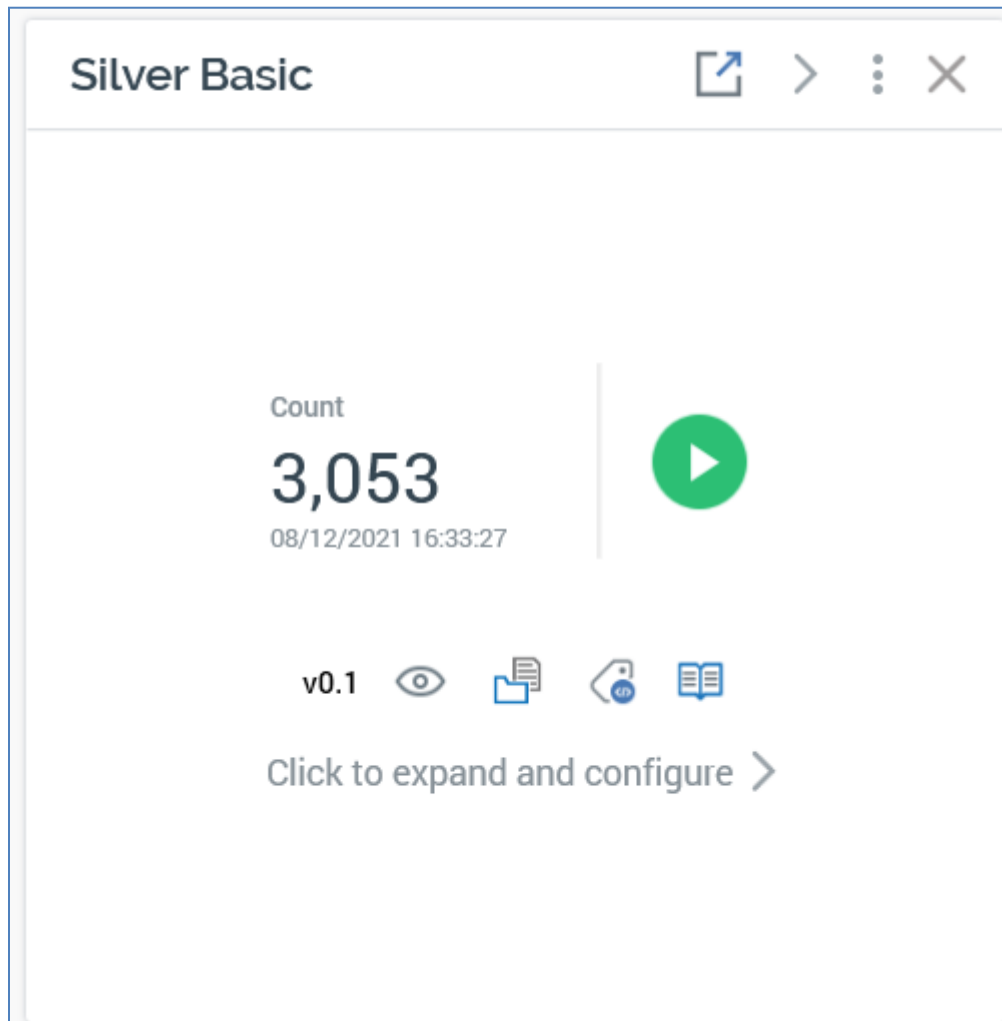 Silver Basic
Count
3,053
08/12/2021 16:33:27
v0.1
Click to expand and configure